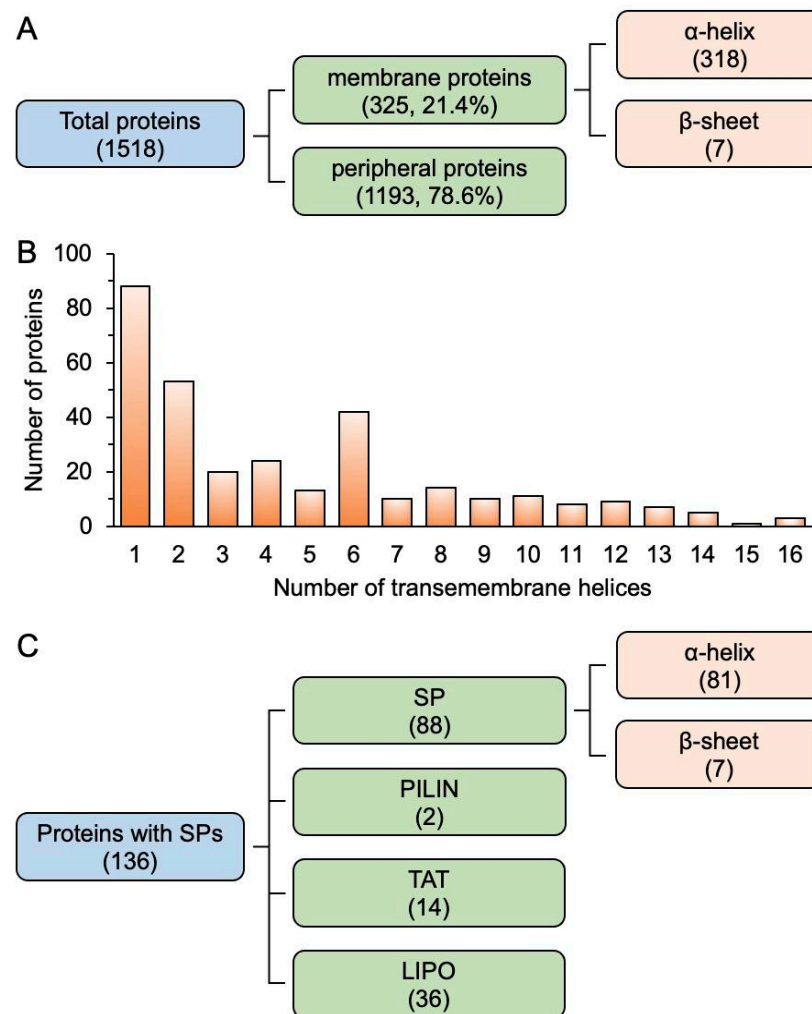 A
Total proteins
(1518)
membrane proteins
(325, 21.4%)
peripheral proteins
(1193, 78.6%)
α-helix
(318)
β-sheet
(7)
B
Number of proteins
100
80
60
40
20
0
1 2 3 4 5 6 7 8 9 10 11 12 13 14 15 16
Number of transemembrane helices
C
Proteins with SPs
(136)
SP
(88)
PILIN
(2)
TAT
(14)
LIPO
(36)
α-helix
(81)
β-sheet
(7)